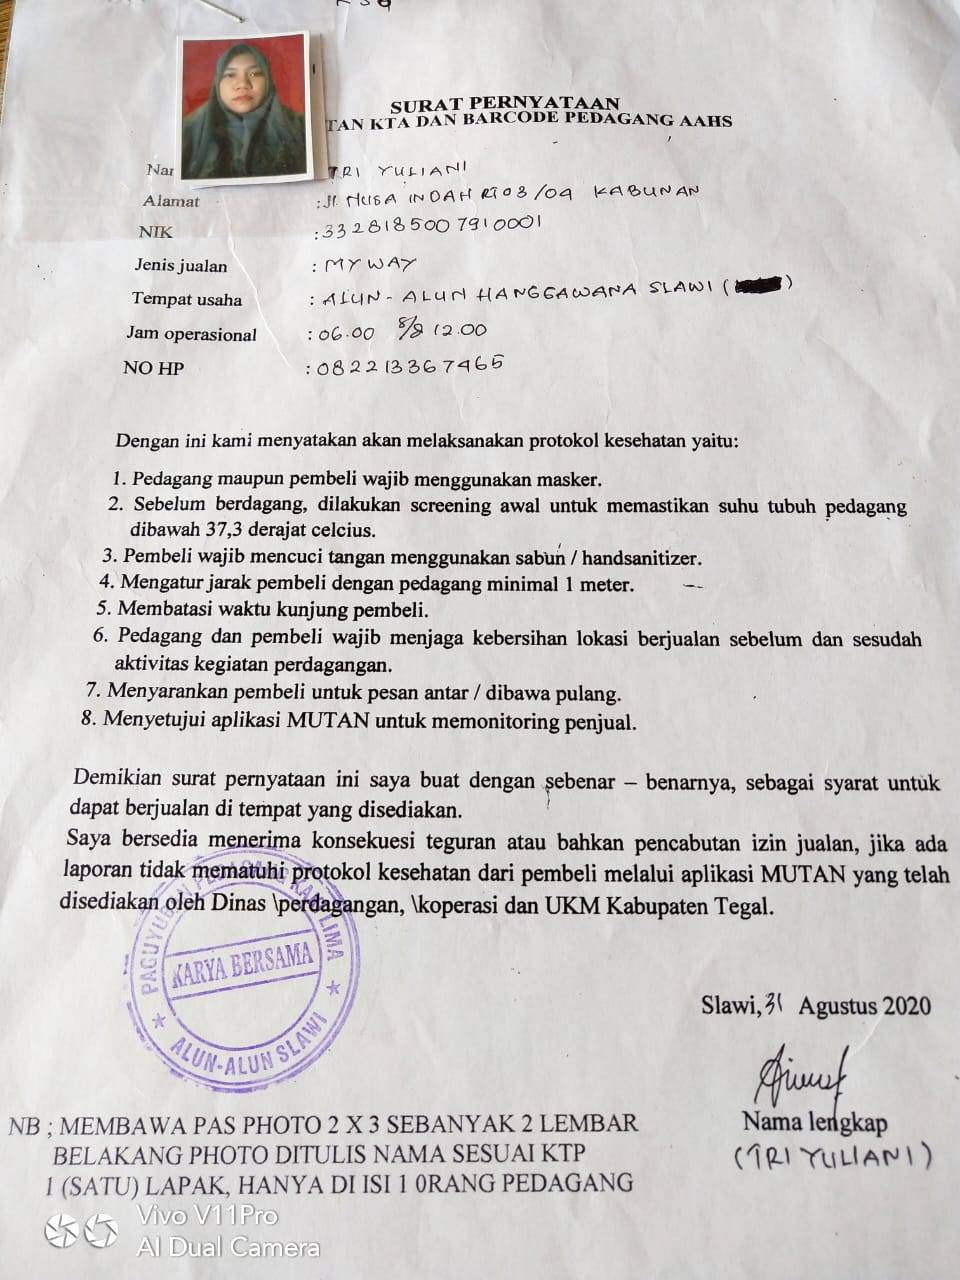 SURAT PERNYATAAN
TAN KTA DAN BARCODE PEDAGANG AAHS
TRI YULIANI
Alamat : Jl. NUSA INDAH RT 03/04 KABUNAN
NIK : 3328185007910001
Jenis jualan : MY WAY
Tempat usaha : ALUN - ALUN HANGGAWANA SLAWI ( )
Jam operasional : 06.00 s/d 12.00
NO HP : 082213367465
Dengan ini kami menyatakan akan melaksanakan protokol kesehatan yaitu:
1. Pedagang maupun pembeli wajib menggunakan masker.
2. Sebelum berdagang, dilakukan screening awal untuk memastikan suhu tubuh pedagang
dibawah 37,3 derajat celcius.
3. Pembeli wajib mencuci tangan menggunakan sabun / handsanitizer.
4. Mengatur jarak pembeli dengan pedagang minimal 1 meter.
5. Membatasi waktu kunjung pembeli.
6. Pedagang dan pembeli wajib menjaga kebersihan lokasi berjualan sebelum dan sesudah
aktivitas kegiatan perdagangan.
7. Menyarankan pembeli untuk pesan antar / dibawa pulang.
8. Menyetujui aplikasi MUTAN untuk memonitoring penjual.
Demikian surat pernyataan ini saya buat dengan sebenar – benarnya, sebagai syarat untuk
dapat berjualan di tempat yang disediakan.
Saya bersedia menerima konsekuesi teguran atau bahkan pencabutan izin jualan, jika ada
laporan tidak mematuhi protokol kesehatan dari pembeli melalui aplikasi MUTAN yang telah
disediakan oleh Dinas \perdagangan, \koperasi dan UKM Kabupaten Tegal.
PAGUYUBAN PEDAGANG KAKI LIMA
KARYA BERSAMA
ALUN-ALUN SLAWI
Slawi, 31 Agustus 2020
Nama lengkap
(TRI YULIANI)
NB ; MEMBAWA PAS PHOTO 2 X 3 SEBANYAK 2 LEMBAR
BELAKANG PHOTO DITULIS NAMA SESUAI KTP
1 (SATU) LAPAK, HANYA DI ISI 1 0RANG PEDAGANG
Vivo V11Pro
AI Dual Camera